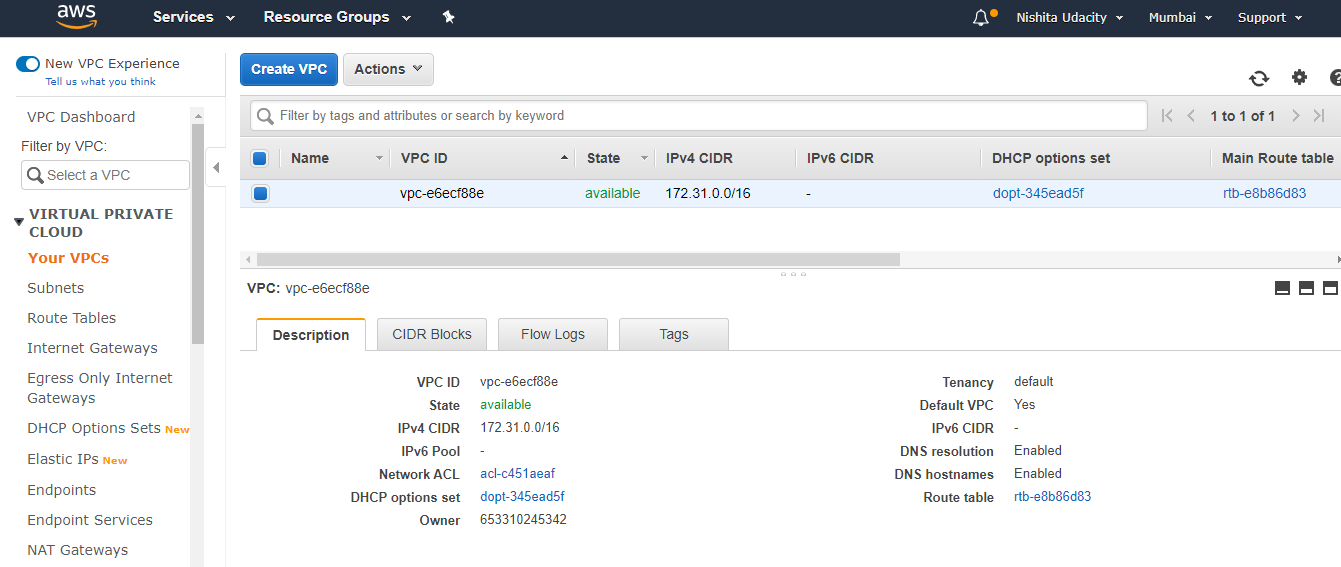 aws
Services
Resource Groups
Nishita Udacity
Mumbai
Support
New VPC Experience
Tell us what you think
VPC Dashboard
Filter by VPC:
Select a VPC
VIRTUAL PRIVATE
CLOUD
Your VPCs
Subnets
Route Tables
Internet Gateways
Egress Only Internet
Gateways
DHCP Options Sets New
Elastic IPs New
Endpoints
Endpoint Services
NAT Gateways
Create VPC
Actions
Filter by tags and attributes or search by keyword
1 to 1 of 1
Name VPC ID State IPv4 CIDR IPv6 CIDR DHCP options set Main Route table
vpc-e6ecf88e available 172.31.0.0/16 - dopt-345ead5f rtb-e8b86d83
VPC: vpc-e6ecf88e
Description CIDR Blocks Flow Logs Tags
VPC ID vpc-e6ecf88e
State available
IPv4 CIDR 172.31.0.0/16
IPv6 Pool -
Network ACL acl-c451aeaf
DHCP options set dopt-345ead5f
Owner 653310245342
Tenancy default
Default VPC Yes
IPv6 CIDR -
DNS resolution Enabled
DNS hostnames Enabled
Route table rtb-e8b86d83